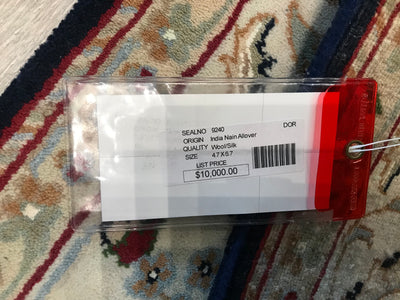 SEALNO 9240 DOR
ORIGIN India Nain Allover
QUALITY Wool/Silk
SIZE 4.7 X 6.7
LIST PRICE
$10,000.00